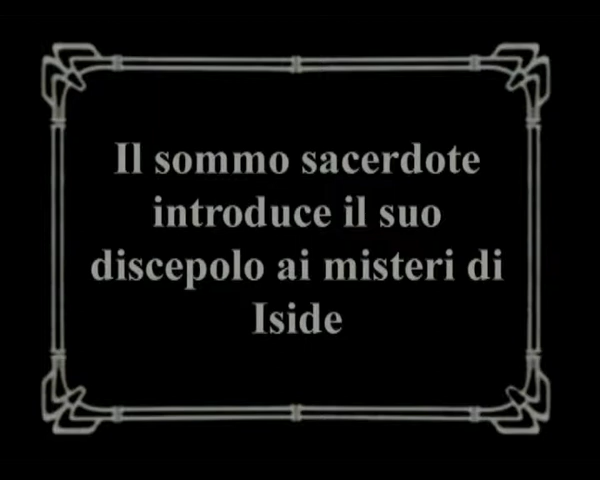 Il sommo sacerdote
introduce il suo
discepolo ai misteri di
Iside